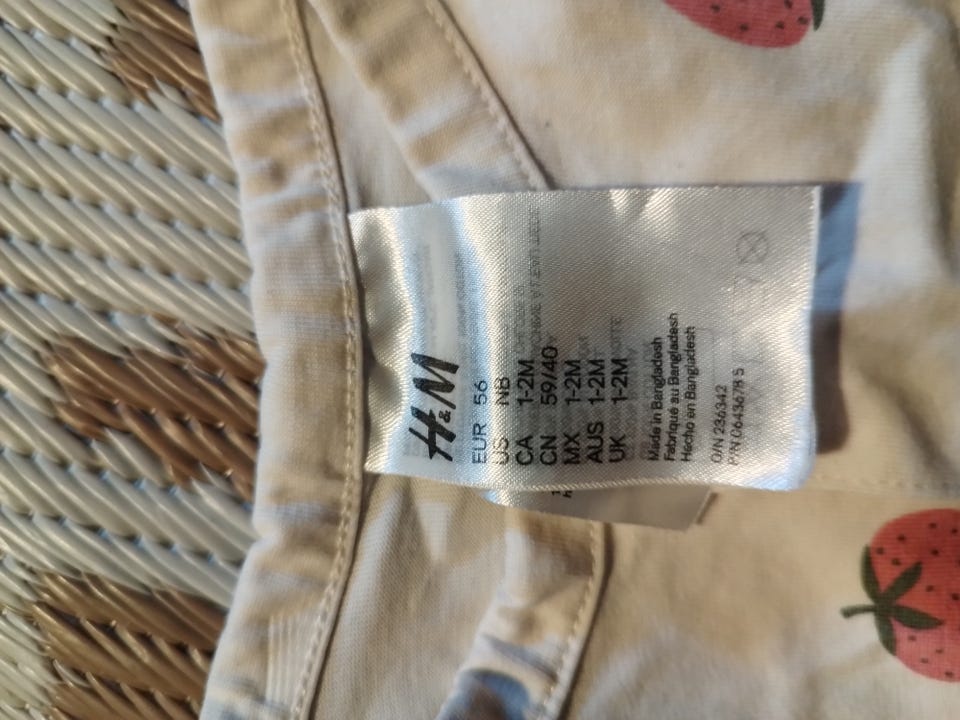 H&M
EUR 56
US NB
CA 1-2M
CN 59/40
MX 1-2M
AUS 1-2M
UK 1-2M
Made in Bangladesh
Fabriqué au Bangladesh
Hecho en Bangladesh
O/N 236342
P/N 06436785